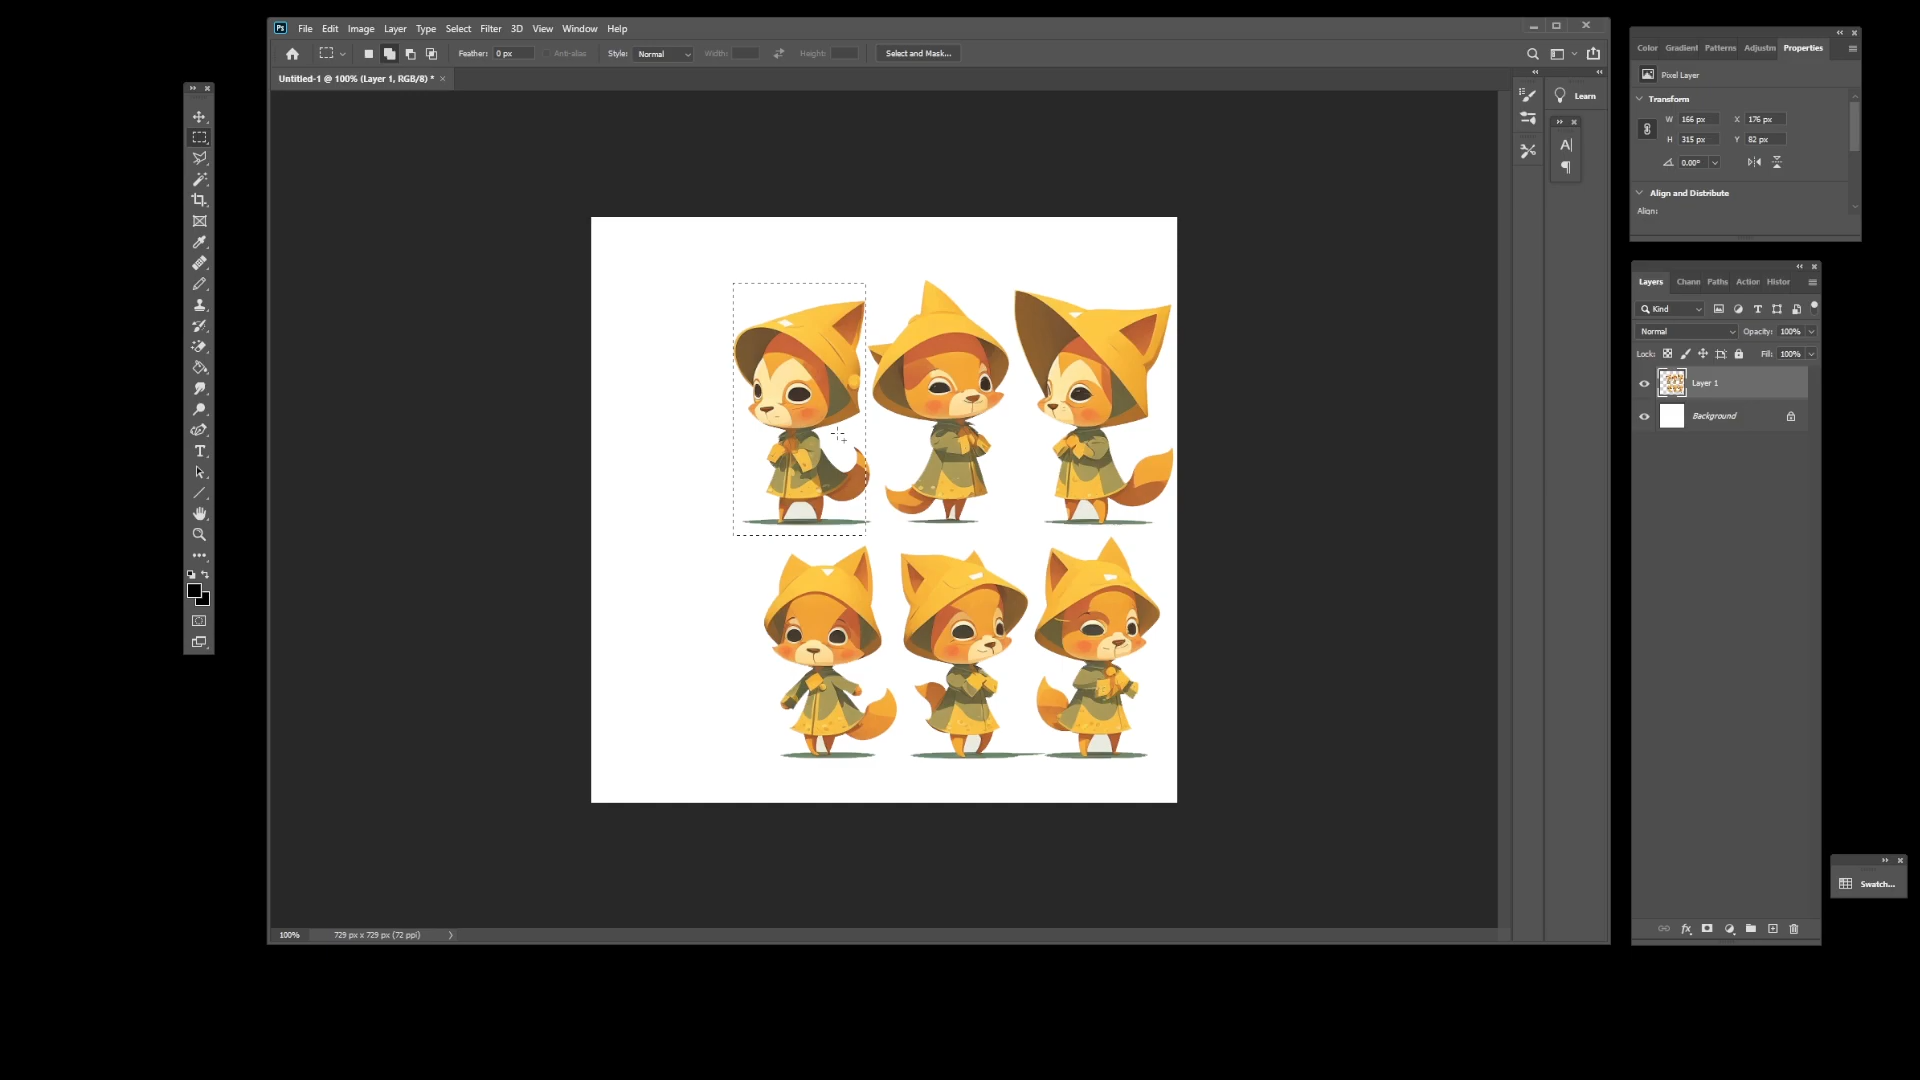 Ps File Edit Image Layer Type Select Filter 3D View Window Help
Feather: 0 px Anti-alias Style: Normal Width: Height: Select and Mask...
Untitled-1 @ 100% (Layer 1, RGB/8) * ×
Learn
A|
¶
100% 729 px x 729 px (72 ppi)
T
Color Gradient Patterns Adjustm Properties
Pixel Layer
Transform
W 166 px X 176 px
H 315 px Y 82 px
0.00°
Align and Distribute
Align:
Layers Chann Paths Action Histor
Kind T
Normal Opacity: 100%
Lock: Fill: 100%
Layer 1
Background
fx
Swatch...